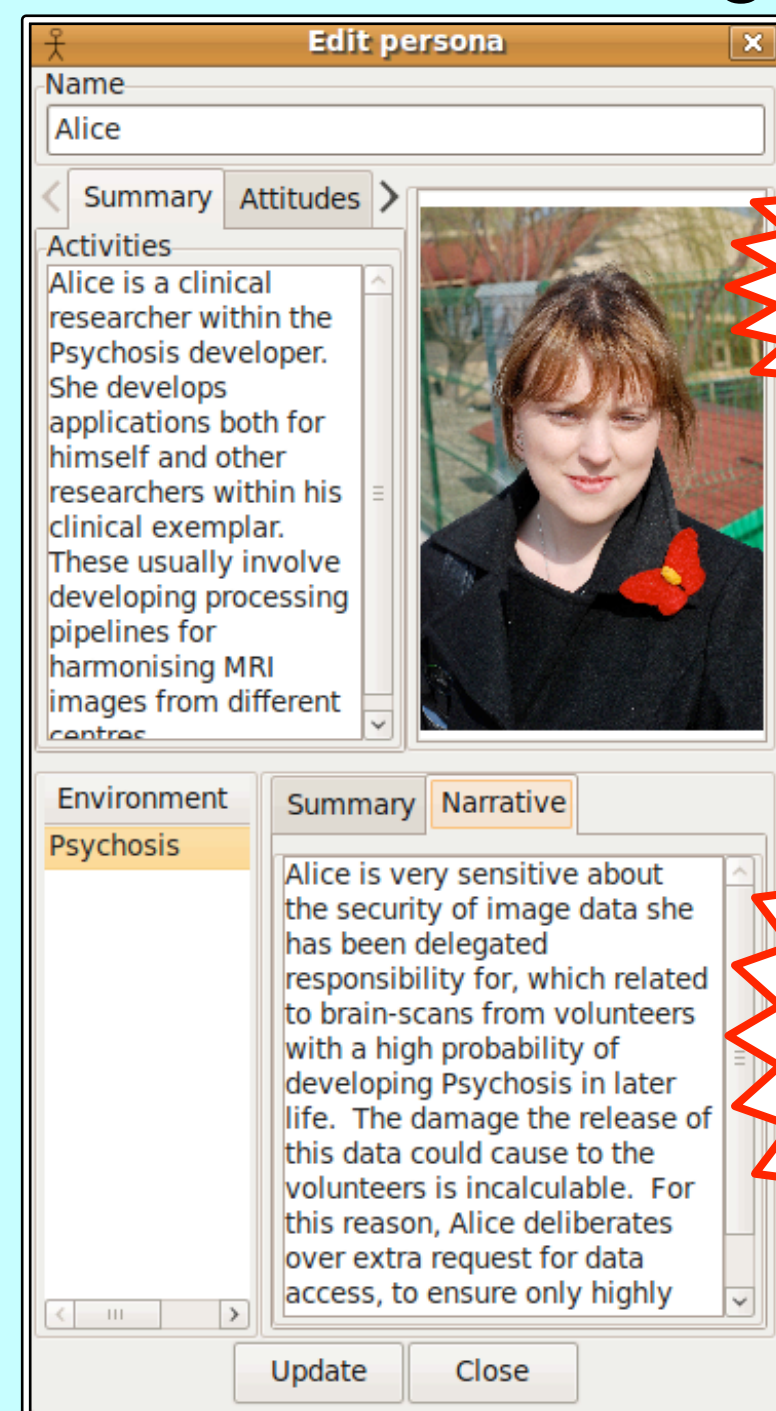 Edit persona
Name
Alice
Summary Attitudes
Activities
Alice is a clinical
researcher within the
Psychosis developer.
She develops
applications both for
himself and other
researchers within his
clinical exemplar.
These usually involve
developing processing
pipelines for
harmonising MRI
images from different
centres
Environment
Psychosis
Summary Narrative
Alice is very sensitive about
the security of image data she
has been delegated
responsibility for, which related
to brain-scans from volunteers
with a high probability of
developing Psychosis in later
life. The damage the release of
this data could cause to the
volunteers is incalculable. For
this reason, Alice deliberates
over extra request for data
access, to ensure only highly
Update Close